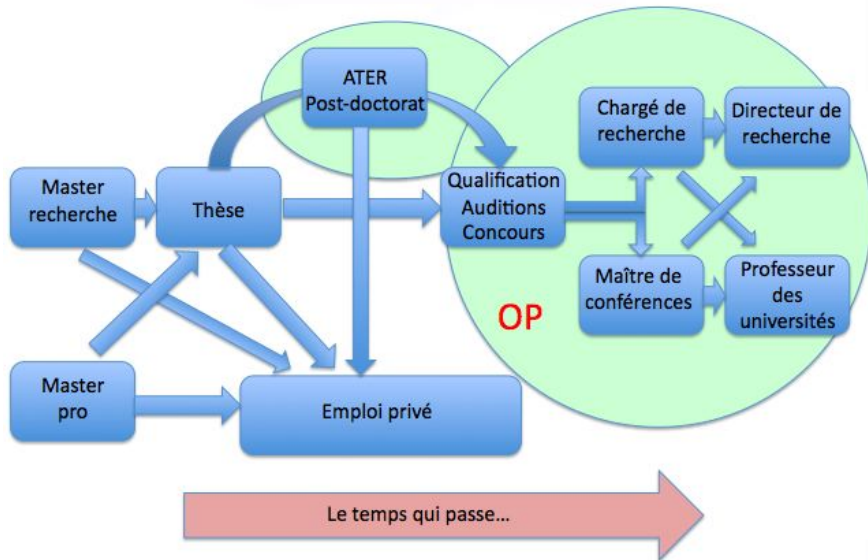 ATER
Post-doctorat
Chargé de
recherche
Directeur de
recherche
Master
recherche
Thèse
Qualification
Auditions
Concours
Maître de
conférences
Professeur
des
universités
OP
Master
pro
Emploi privé
Le temps qui passe...